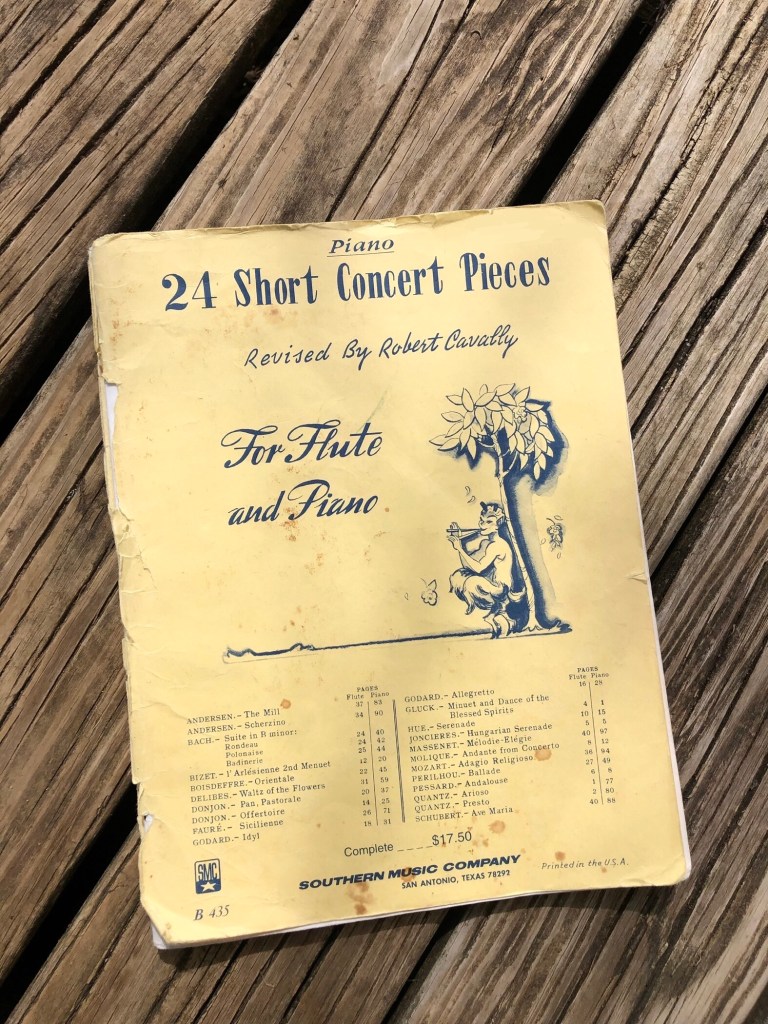 Piano
24 Short Concert Pieces
Revised By Robert Cavally
For Flute
and Piano
PAGES
Flute Piano
ANDERSEN.- The Mill 37 83
ANDERSEN.- Scherzino 34 90
BACH.- Suite in B minor:
Rondeau 24 40
Polonaise 24 42
Badinerie 25 44
BIZET.- l'Arlésienne 2nd Menuet 12 20
BOISDEFFRE.- Orientale 22 45
DELIBES.- Waltz of the Flowers 31 59
DONJON.- Pan, Pastorale 20 37
DONJON.- Offertoire 14 25
FAURÉ.- Sicilienne 26 71
GODARD.- Idyl 18 31
PAGES
Flute Piano
GODARD.- Allegretto 16 28
GLUCK.- Minuet and Dance of the
Blessed Spirits 4 1
HUE.- Serenade 10 15
JONCIERES.- Hungarian Serenade 5 5
MASSENET.- Mélodie-Élégie 40 97
MOLIQUE.- Andante from Concerto 8 12
MOZART.- Adagio Religioso 36 94
PERILHOU.- Ballade 27 49
PESSARD.- Andalouse 6 8
QUANTZ.- Arioso 1 77
QUANTZ.- Presto 2 80
SCHUBERT.- Ave Maria 40 88
Complete ____ $17.50
SMC
SOUTHERN MUSIC COMPANY
SAN ANTONIO, TEXAS 78292
Printed in the U.S.A.
B 435